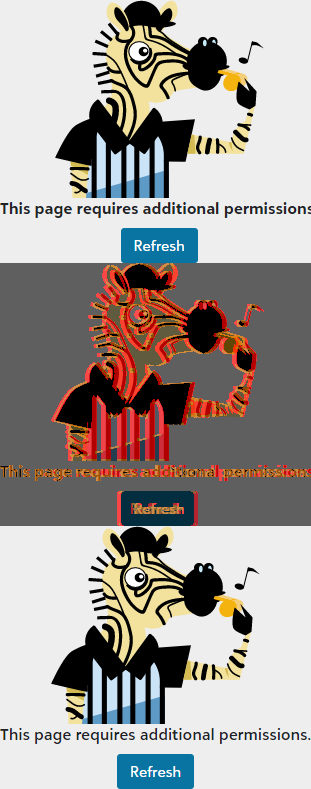 This page requires additional permissions
Refresh
This page requires additional permissions
Refresh
This page requires additional permissions.
Refresh